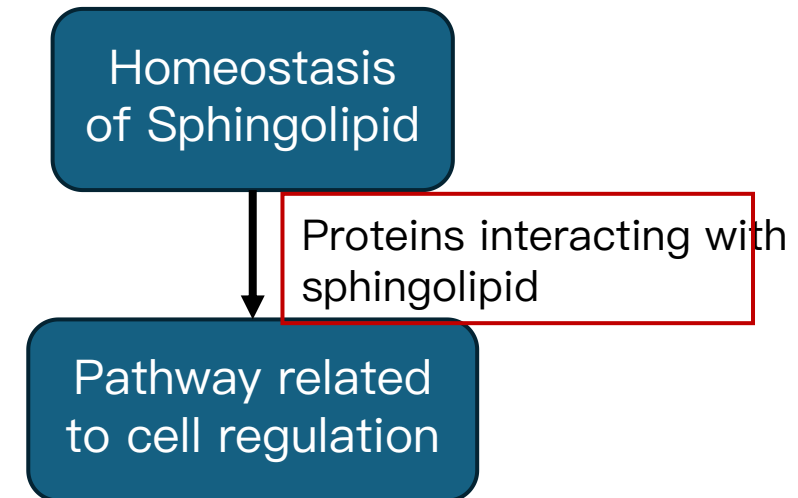 Homeostasis
of Sphingolipid
Proteins interacting with
sphingolipid
Pathway related
to cell regulation